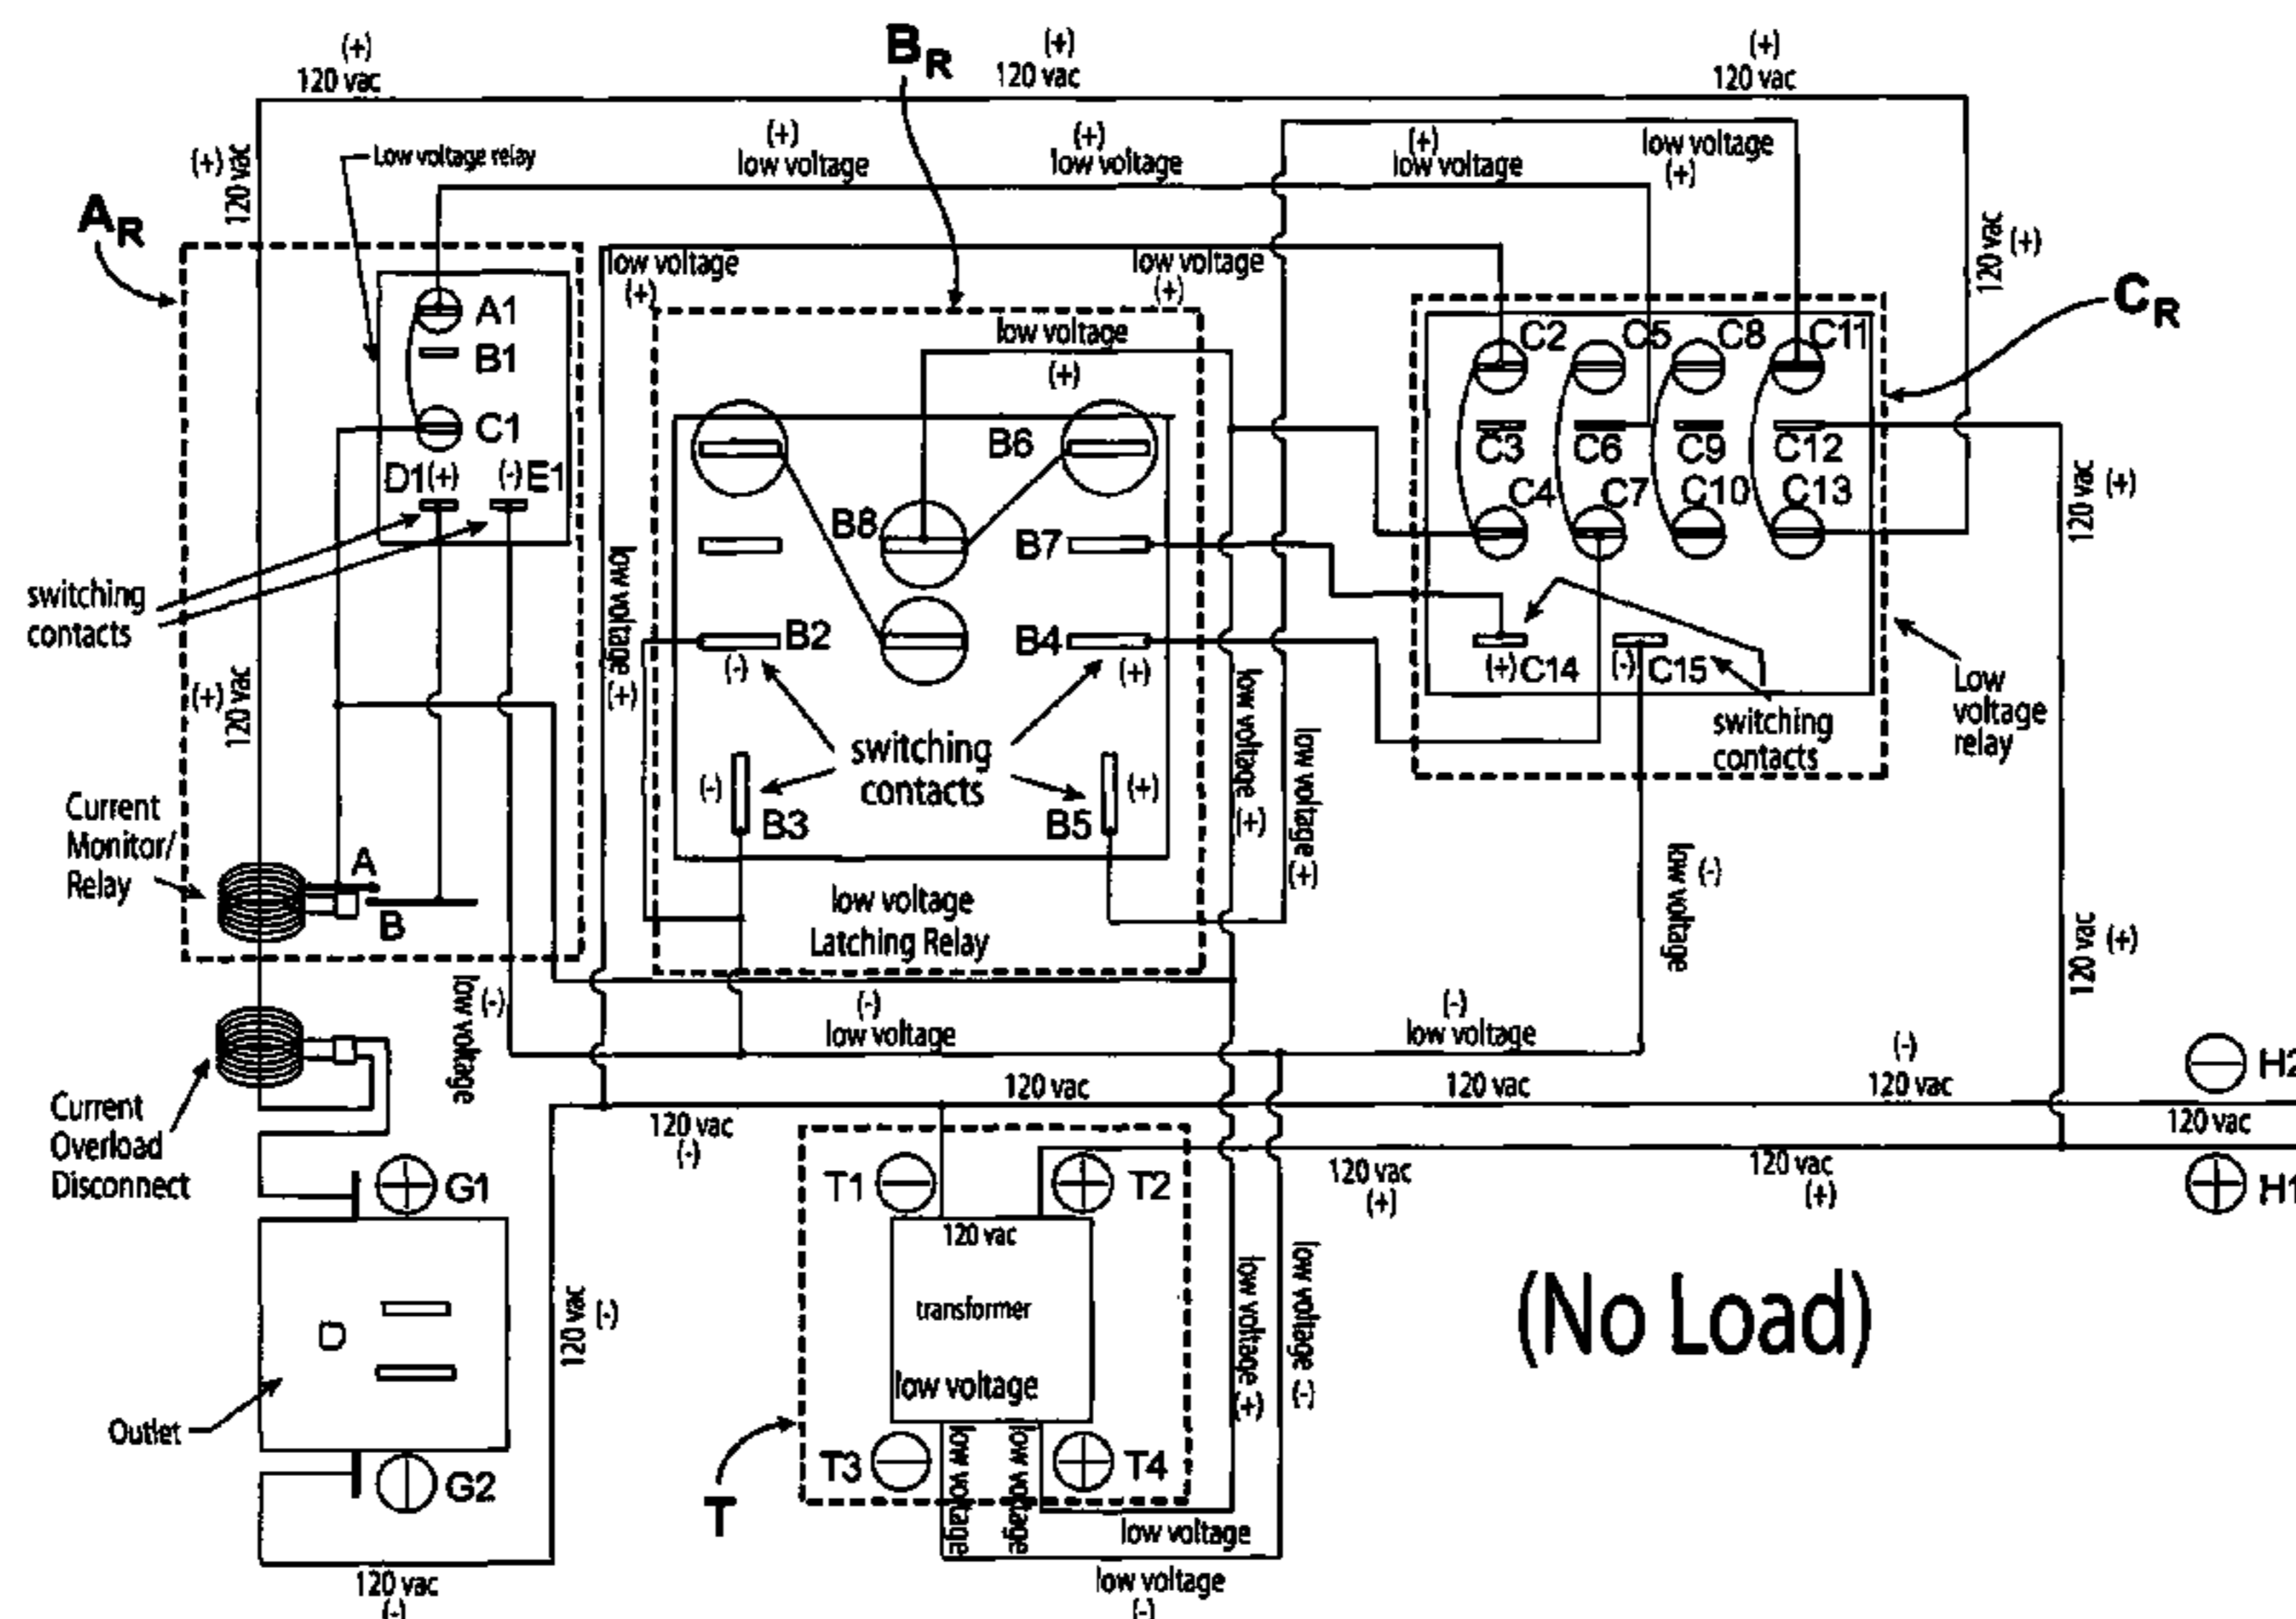 (+)
120 vac
B R
(+)
120 vac
(+)
120 vac
(+)
120 vac
Low voltage relay
(+)
low voltage
(+)
low voltage
(+)
low voltage
low voltage
(+)
A R
low voltage
(+)
low voltage
(+)
120 vac
(+)
C R
low voltage
(+)
A1
B1
C1
D1(+)
(-)E1
B6
B8
B7
B2
(-)
B4
(+)
C2
C5
C8
C11
C3
C6
C9
C12
C4
C7
C10
C13
120 vac
(+)
switching
contacts
low voltage
(+)
(+)C14
(-)C15
switching
contacts
Low
voltage
relay
(+)
120 vac
switching
contacts
(-)
B3
B5
(+)
low voltage
(+)
low voltage
(+)
low voltage
(-)
Current
Monitor/
Relay
A
B
low voltage
Latching Relay
120 vac
(+)
low voltage
(-)
(-)
low voltage
(-)
low voltage
Current
Overload
Disconnect
120 vac
(-)
120 vac
120 vac
(-)
120 vac
H2
120 vac
G1
T1
T2
120 vac
(+)
120 vac
(+)
H1
120 vac
transformer
low voltage
120 vac
(-)
low voltage
(+)
low voltage
(-)
(No Load)
Outlet
G2
T3
low voltage
low voltage
T4
T
low voltage
low voltage
(-)
120 vac
(-)